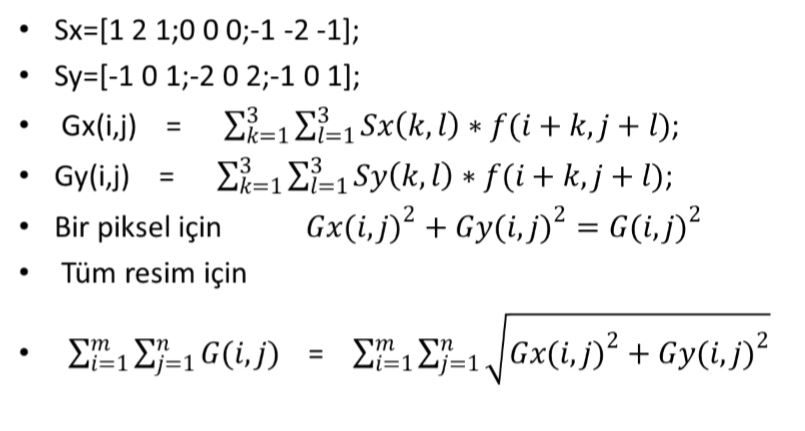 • Sx=[1 2 1;0 0 0;-1 -2 -1];
• Sy=[-1 0 1;-2 0 2;-1 0 1];
• Gx(i,j) = ∑_{k=1}^{3} ∑_{l=1}^{3} Sx(k, l) * f(i + k, j + l);
• Gy(i,j) = ∑_{k=1}^{3} ∑_{l=1}^{3} Sy(k, l) * f(i + k, j + l);
• Bir piksel için Gx(i, j)² + Gy(i, j)² = G(i, j)²
• Tüm resim için
• ∑_{i=1}^{m} ∑_{j=1}^{n} G(i, j) = ∑_{i=1}^{m} ∑_{j=1}^{n} √(Gx(i, j)² + Gy(i, j)²)